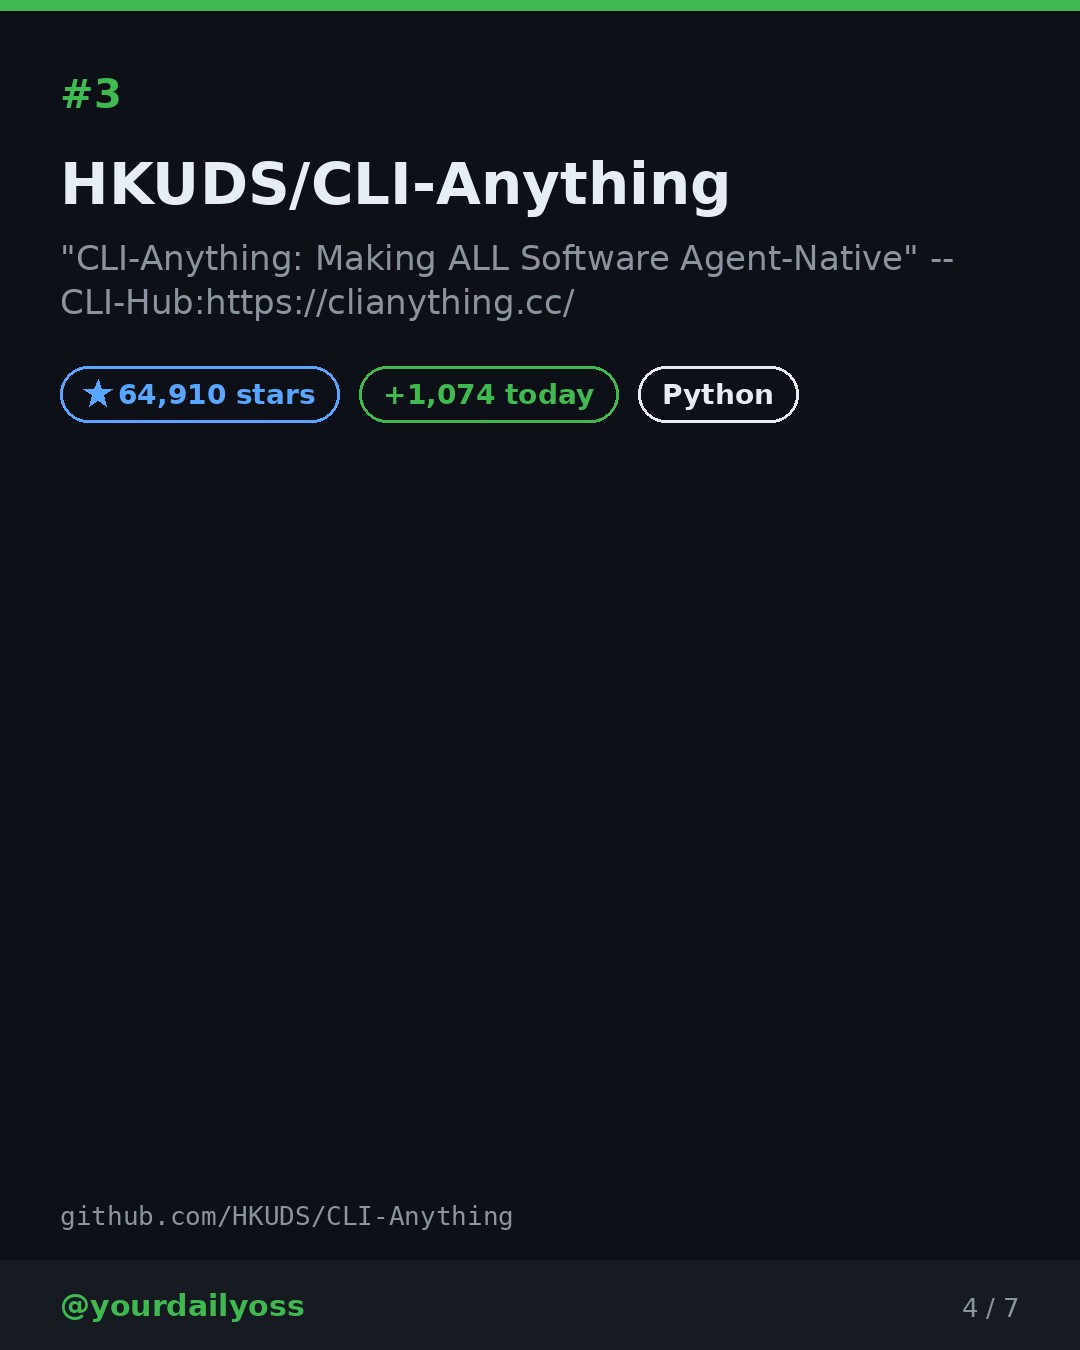 #3
HKUDS/CLI-Anything
"CLI-Anything: Making ALL Software Agent-Native" --
CLI-Hub:https://clianything.cc/
★ 64,910 stars
+1,074 today
Python
github.com/HKUDS/CLI-Anything
@yourdailyoss
4 / 7